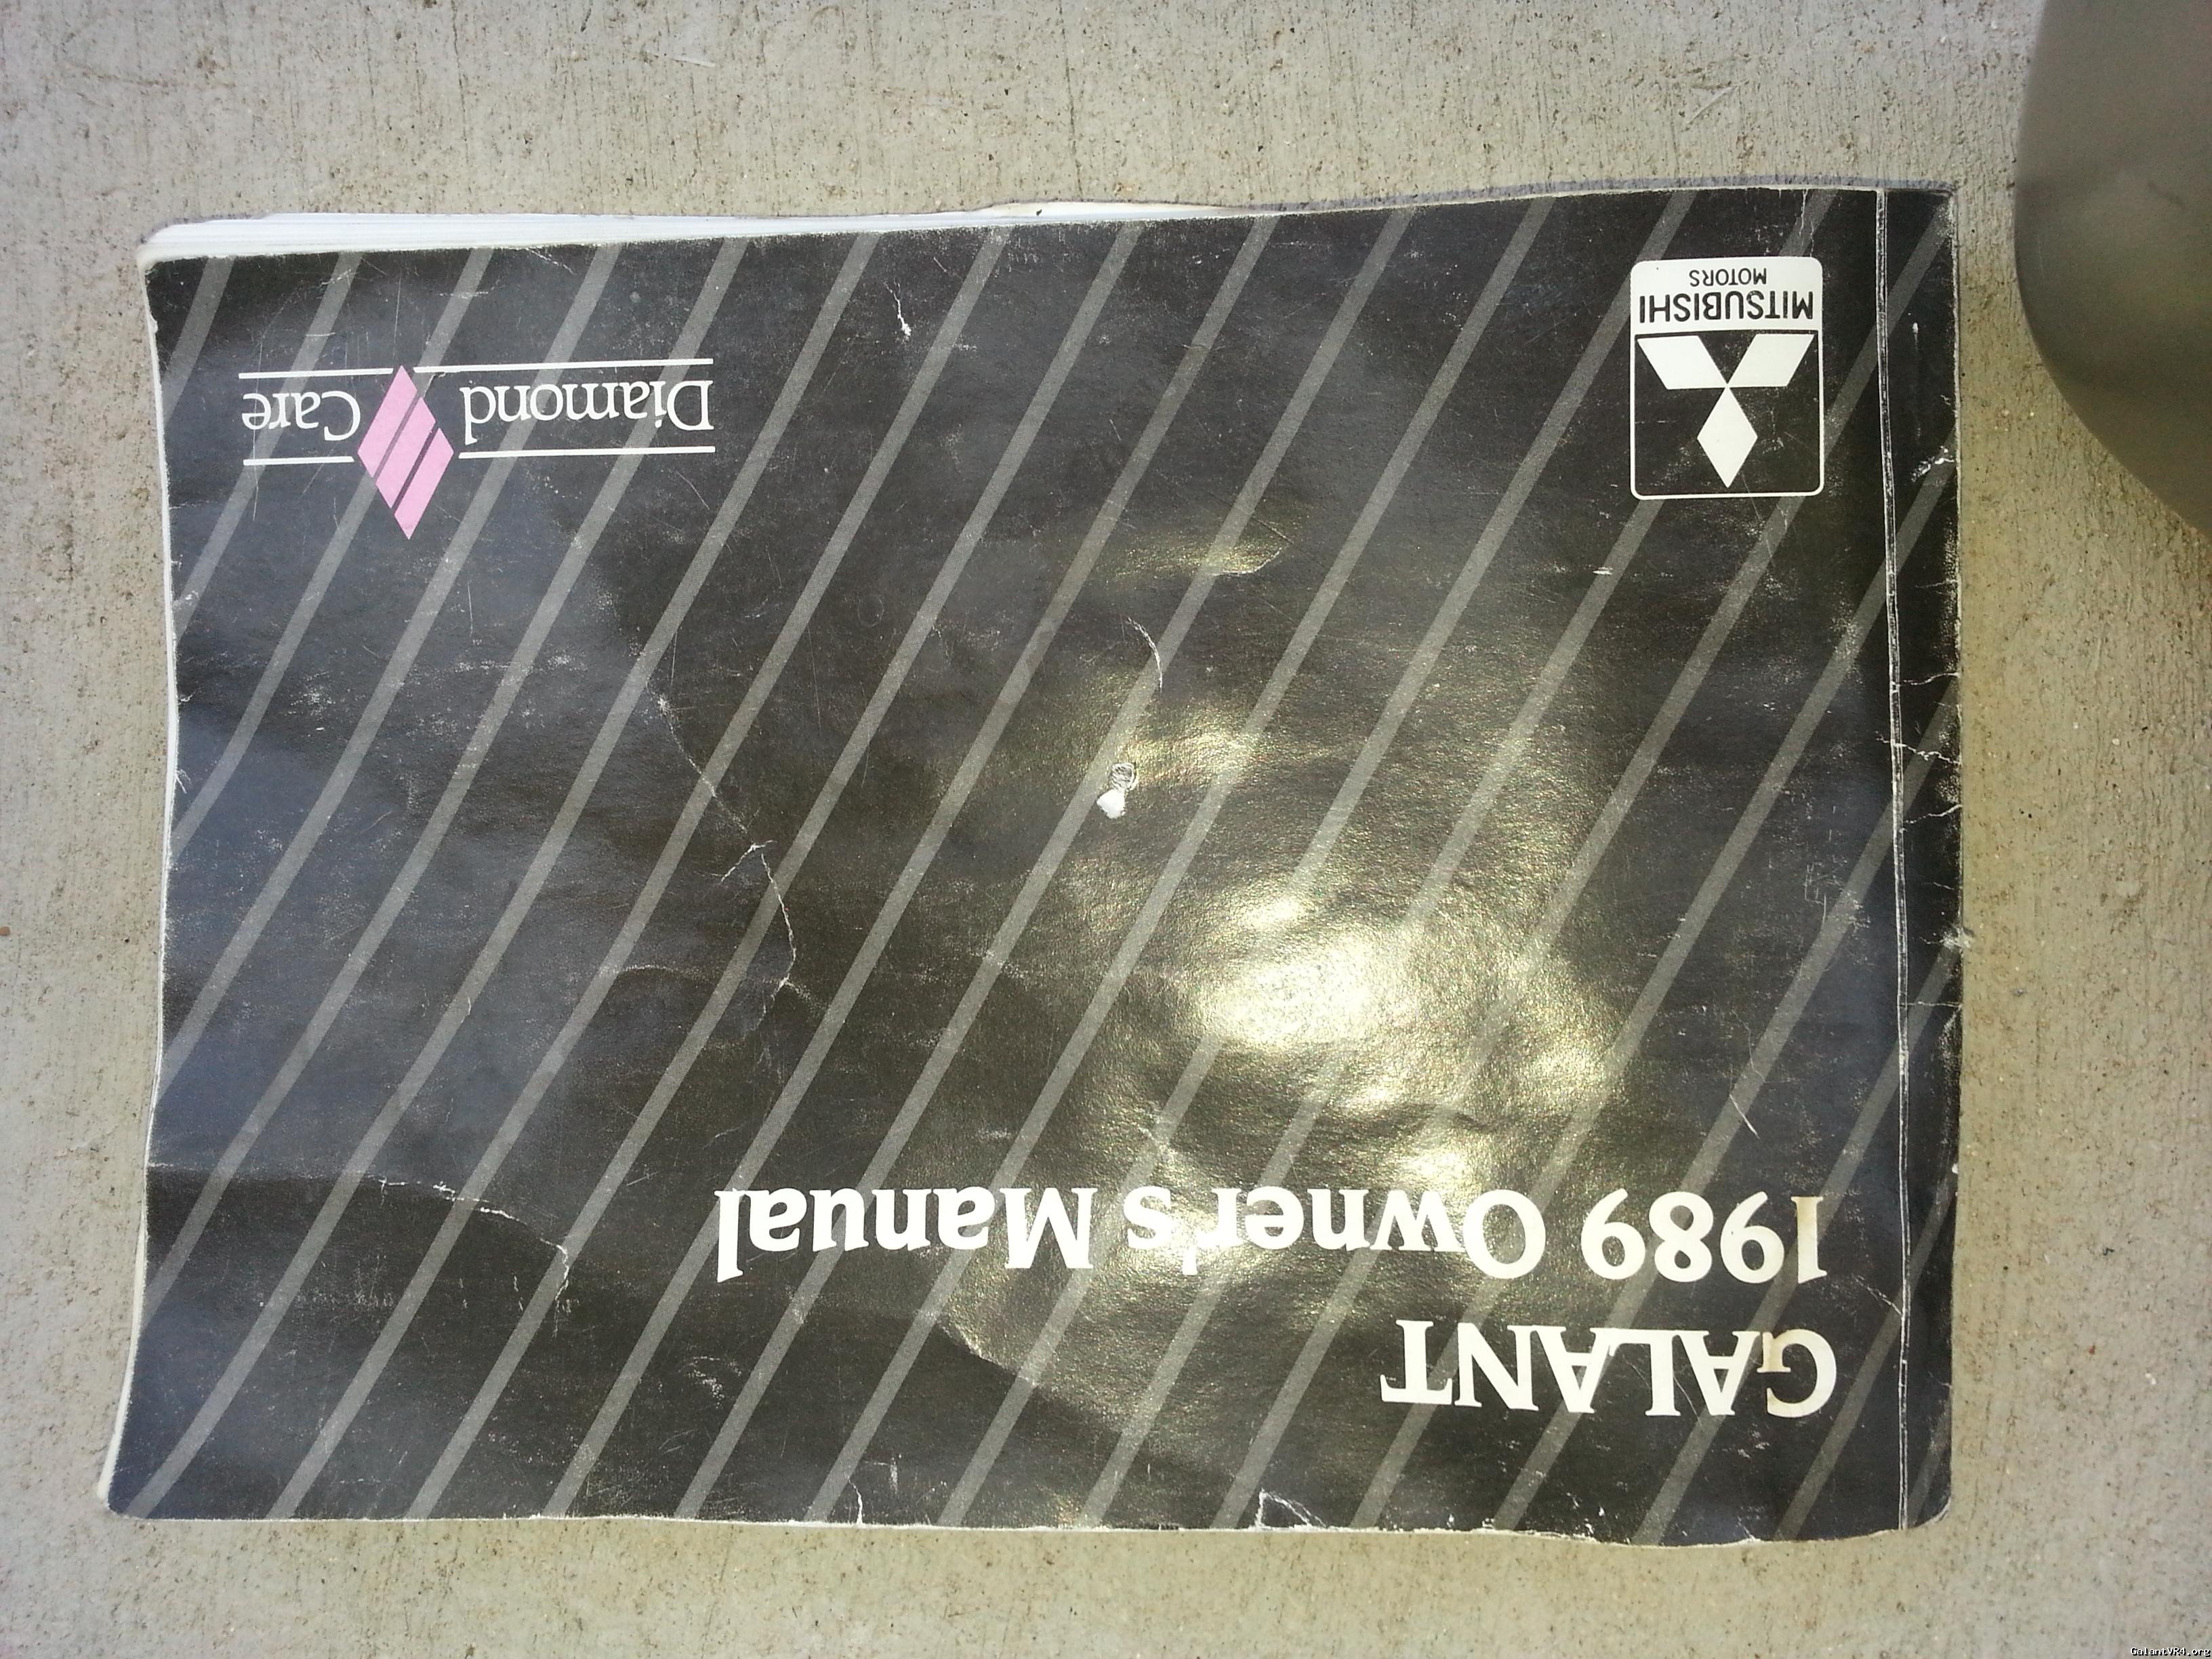 GALANT
1989 Owner's Manual
MITSUBISHI
MOTORS
Diamond Care
GalantVR4.org